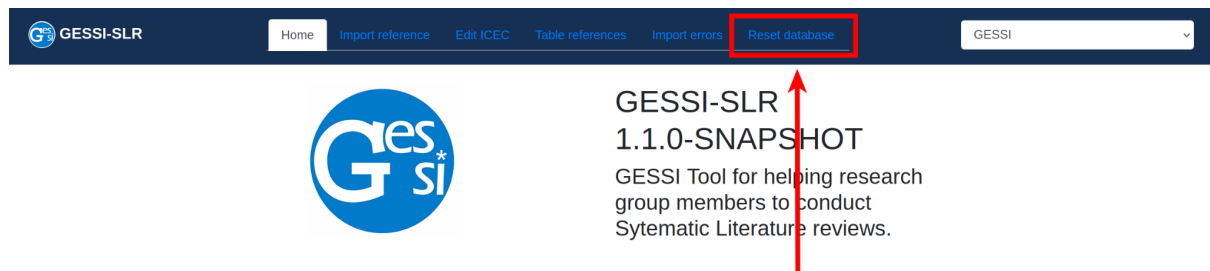 GESSI-SLR
Home Import reference Edit ICEC Table references Import errors Reset database GESSI
Ges
si
GESSI-SLR
1.1.0-SNAPSHOT
GESSI Tool for helping research
group members to conduct
Sytematic Literature reviews.